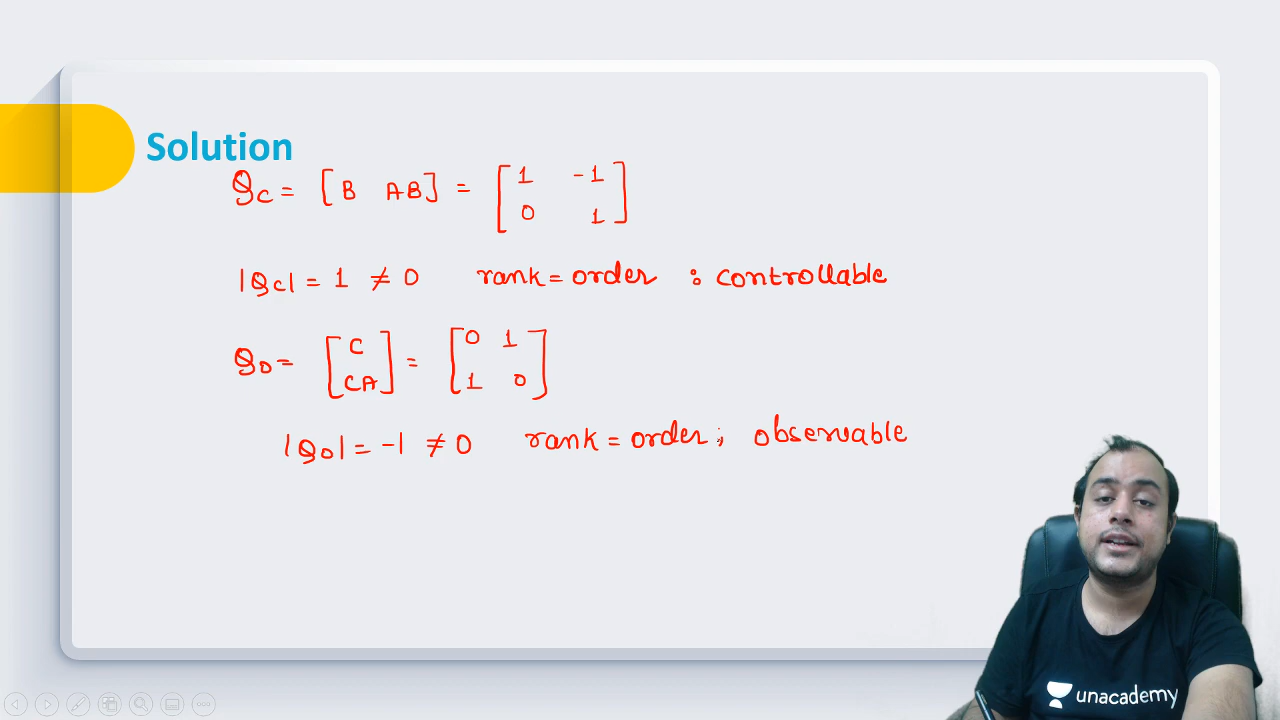 Solution
Qc = [B AB] = [1 -1
0 1]
|Qc| = 1 ≠ 0 rank = order : controllable
Qo = [C
CA] = [0 1
1 0]
|Qo| = -1 ≠ 0 rank = order ; observable
unacademy